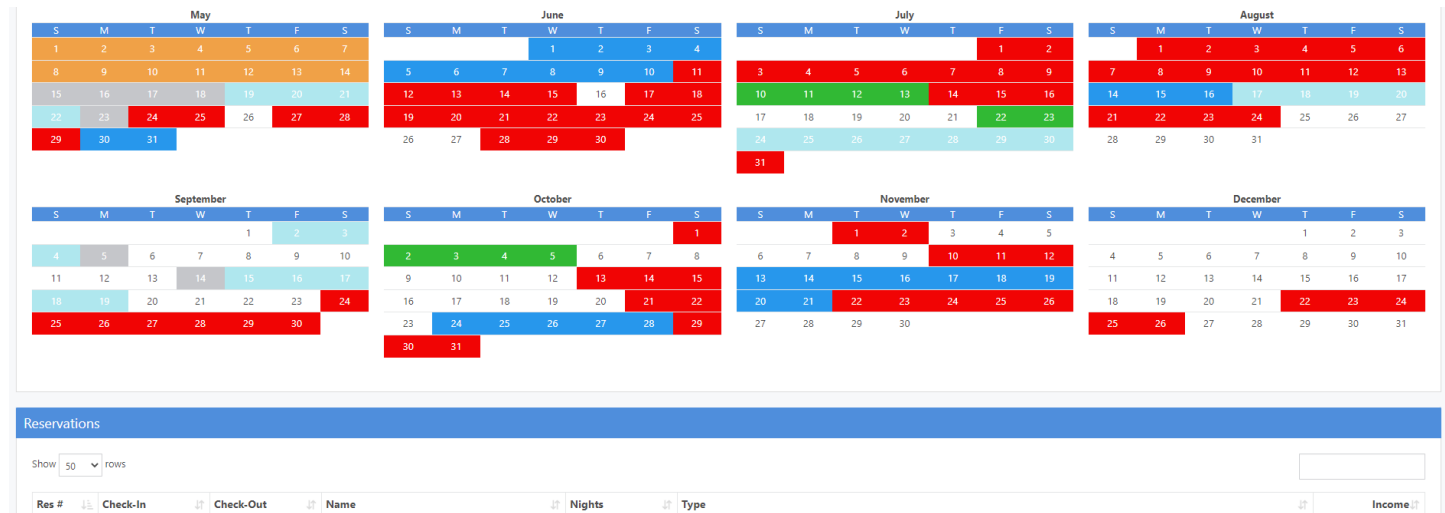 May
S M T W T F S
1 2 3 4 5 6 7
8 9 10 11 12 13 14
15 16 17 18 19 20 21
22 23 24 25 26 27 28
29 30 31
June
S M T W T F S
1 2 3 4
5 6 7 8 9 10 11
12 13 14 15 16 17 18
19 20 21 22 23 24 25
26 27 28 29 30
July
S M T W T F S
1 2
3 4 5 6 7 8 9
10 11 12 13 14 15 16
17 18 19 20 21 22 23
24 25 26 27 28 29 30
31
August
S M T W T F S
1 2 3 4 5 6
7 8 9 10 11 12 13
14 15 16 17 18 19 20
21 22 23 24 25 26 27
28 29 30 31
September
S M T W T F S
1 2 3
4 5 6 7 8 9 10
11 12 13 14 15 16 17
18 19 20 21 22 23 24
25 26 27 28 29 30
October
S M T W T F S
1
2 3 4 5 6 7 8
9 10 11 12 13 14 15
16 17 18 19 20 21 22
23 24 25 26 27 28 29
30 31
November
S M T W T F S
1 2 3 4 5
6 7 8 9 10 11 12
13 14 15 16 17 18 19
20 21 22 23 24 25 26
27 28 29 30
December
S M T W T F S
1 2 3
4 5 6 7 8 9 10
11 12 13 14 15 16 17
18 19 20 21 22 23 24
25 26 27 28 29 30 31
Reservations
Show 50 rows
Res # Check-In Check-Out Name Nights Type Income